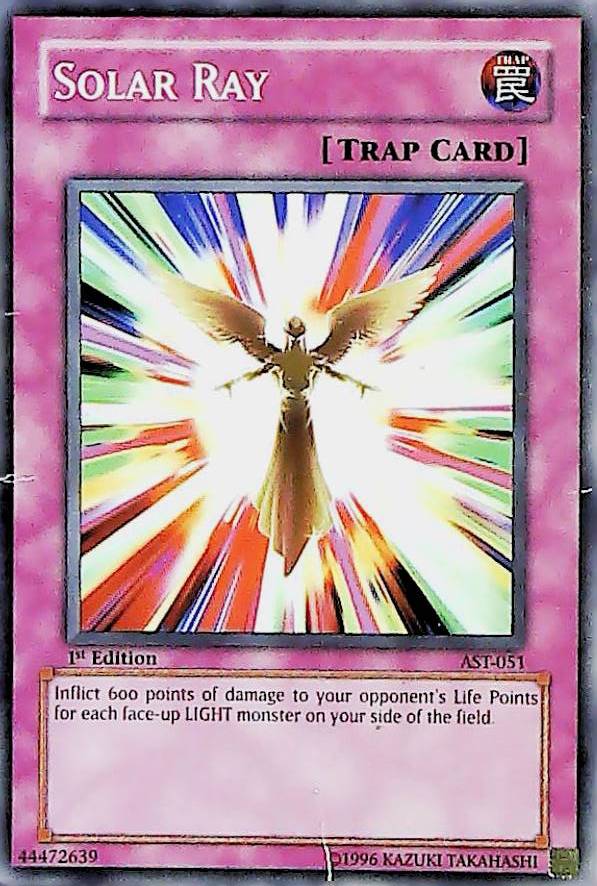 SOLAR RAY
TRAP
罠
[TRAP CARD]
1st Edition
AST-051
Inflict 600 points of damage to your opponent's Life Points
for each face-up LIGHT monster on your side of the field.
44472639
©1996 KAZUKI TAKAHASHI